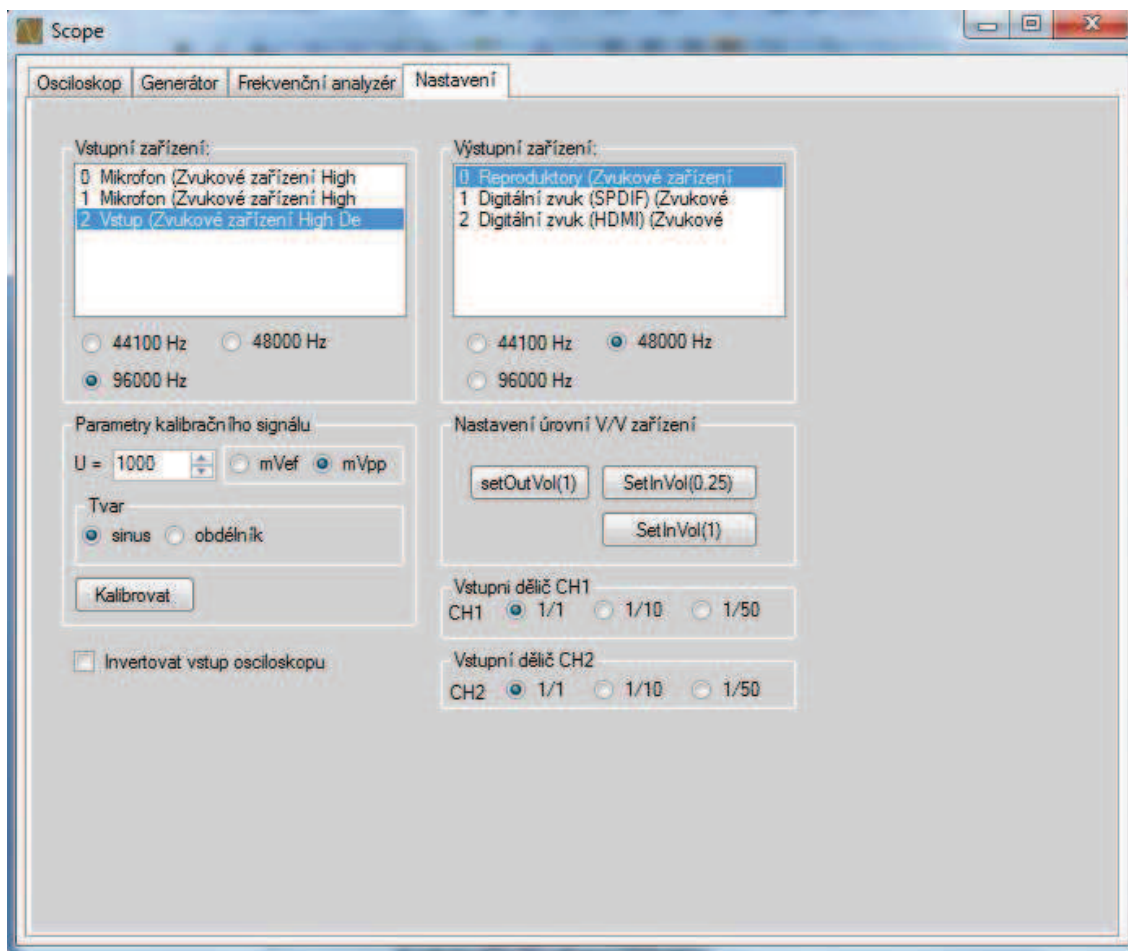 Scope
Osciloskop Generátor Frekvenční analyzér Nastavení
Vstupní zařízení:
0 Mikrofon (Zvukové zařízení High
1 Mikrofon (Zvukové zařízení High
2 Vstup (Zvukové zařízení High De
44100 Hz 48000 Hz
96000 Hz
Výstupní zařízení:
0 Reproduktory (Zvukové zařízení
1 Digitální zvuk (SPDIF) (Zvukové
2 Digitální zvuk (HDMI) (Zvukové
44100 Hz 48000 Hz
96000 Hz
Parametry kalibračního signálu
U = 1000 mVef mVpp
Tvar
sinus obdélník
Kalibrovat
Invertovat vstup osciloskopu
Nastavení úrovní V/V zařízení
setOutVol(1) SetInVol(0.25)
SetInVol(1)
Vstupni dělič CH1
CH1 1/1 1/10 1/50
Vstupní dělič CH2
CH2 1/1 1/10 1/50